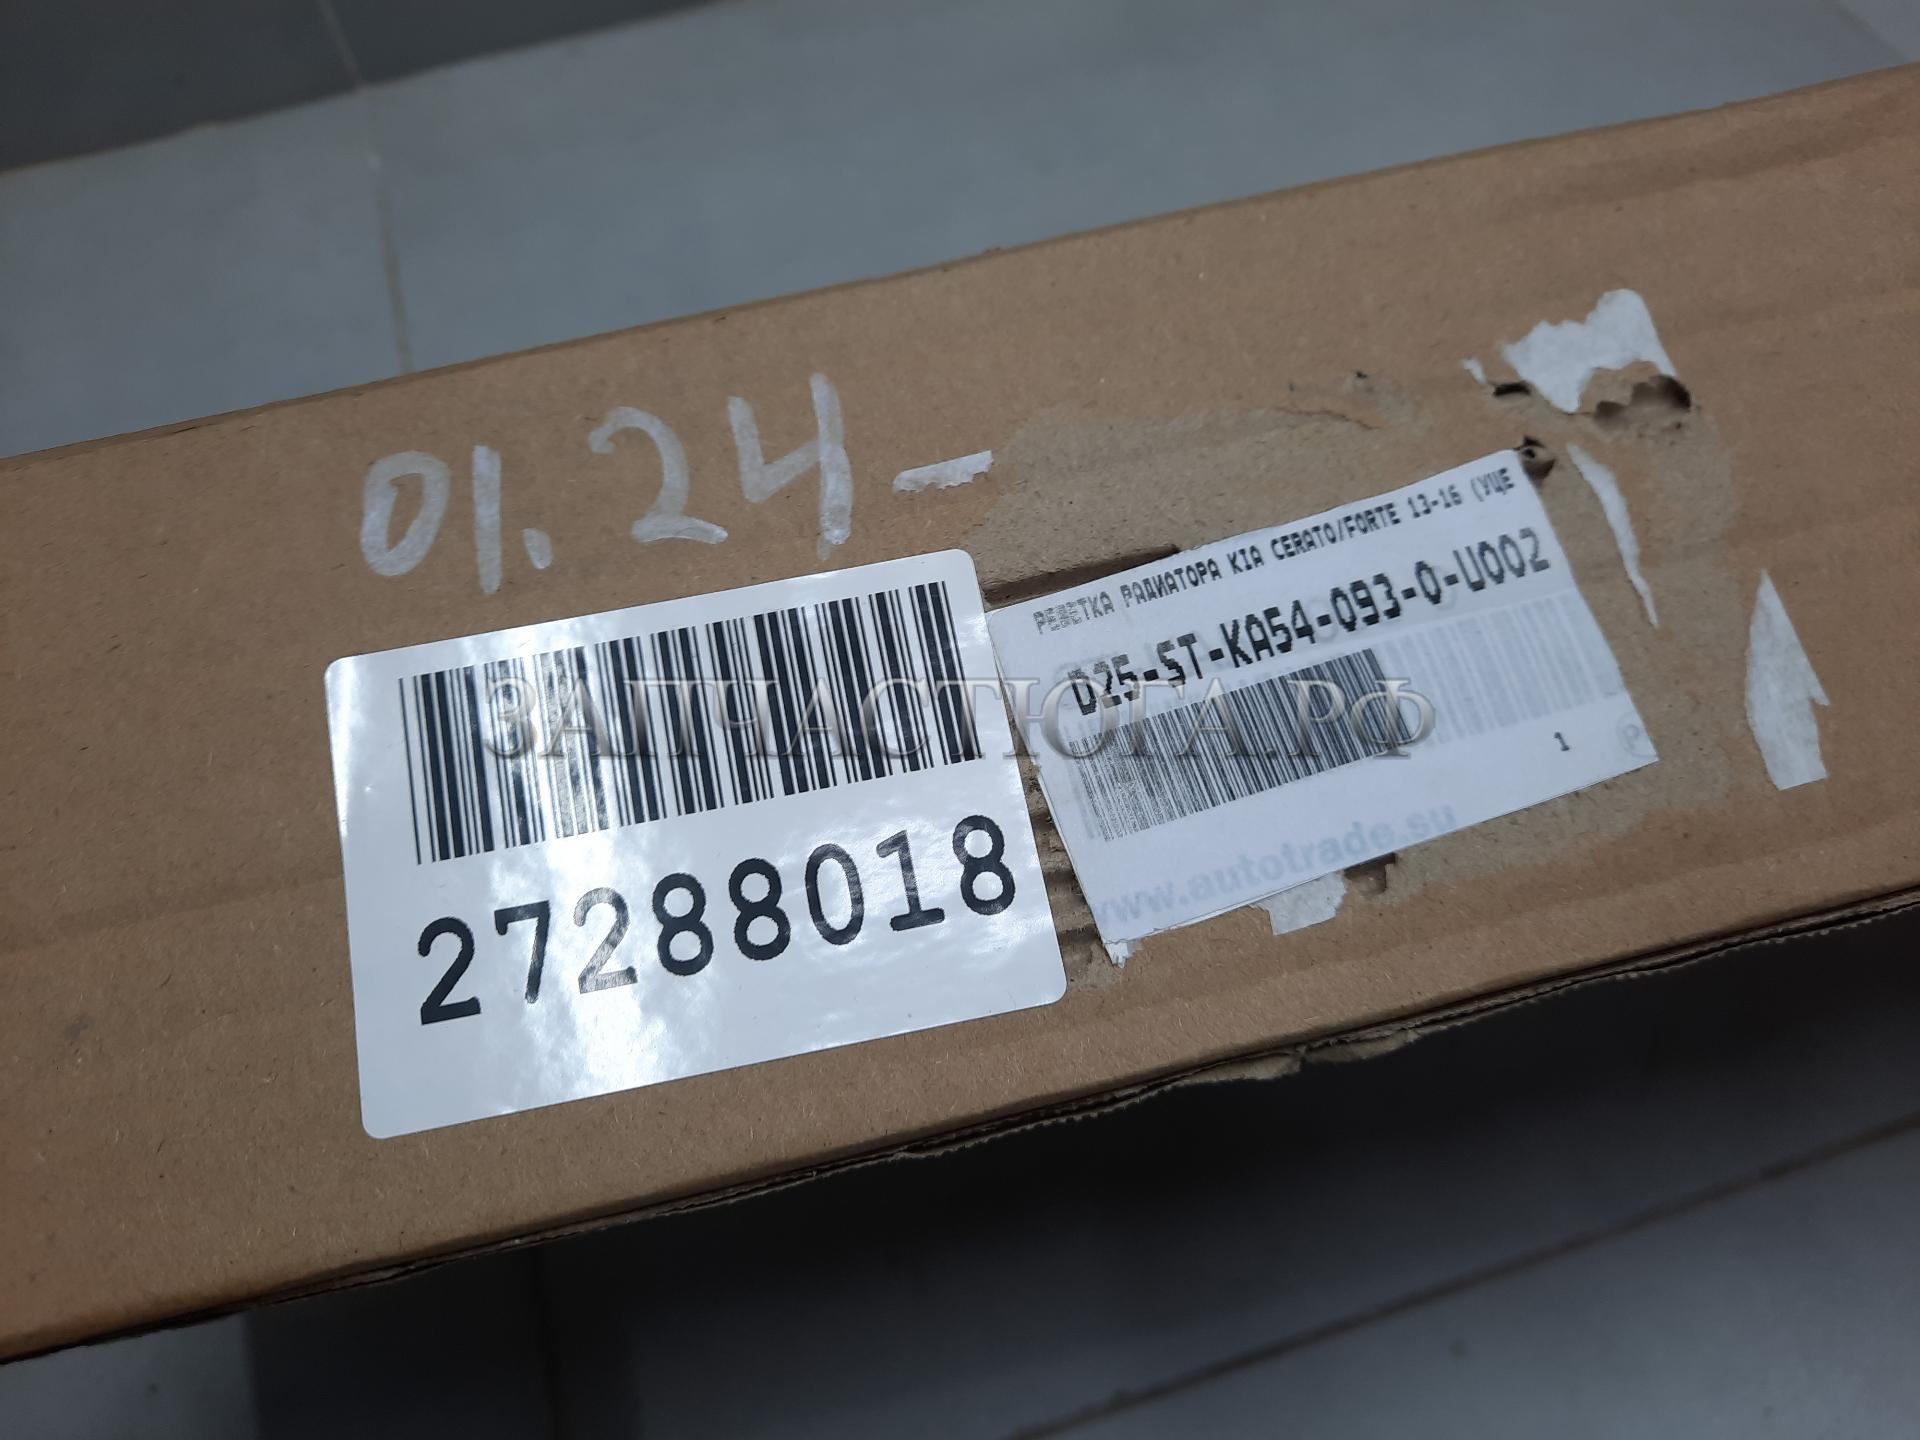 01.24-
РЕШЕТКА РАДИАТОРА KIA CERATO/FORTE 13-16 (УЦЕ
D25-ST-KA54-093-0-U002
1
www.autotrade.su
27288018
ЗАПЧАСТЮГА.РФ